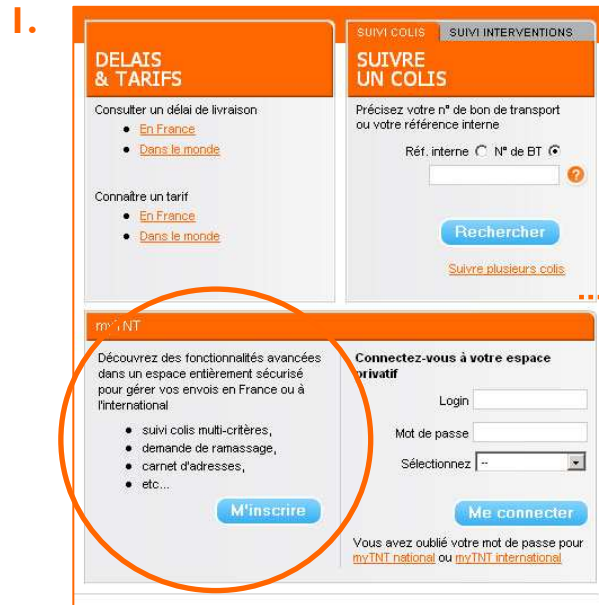 I.
DELAIS
& TARIFS
Consulter un délai de livraison
• En France
• Dans le monde
Connaître un tarif
• En France
• Dans le monde
SUIVI COLIS
SUIVI INTERVENTIONS
SUIVRE
UN COLIS
Précisez votre n° de bon de transport
ou votre référence interne
Réf. interne N° de BT
?
Rechercher
Suivre plusieurs colis
...
myTNT
Découvrez des fonctionnalités avancées
dans un espace entièrement sécurisé
pour gérer vos envois en France ou à
l'international
• suivi colis multi-critères,
• demande de ramassage,
• carnet d'adresses,
• etc...
M'inscrire
Connectez-vous à votre espace
privatif
Login
Mot de passe
Sélectionnez --
Me connecter
Vous avez oublié votre mot de passe pour
myTNT national ou myTNT international